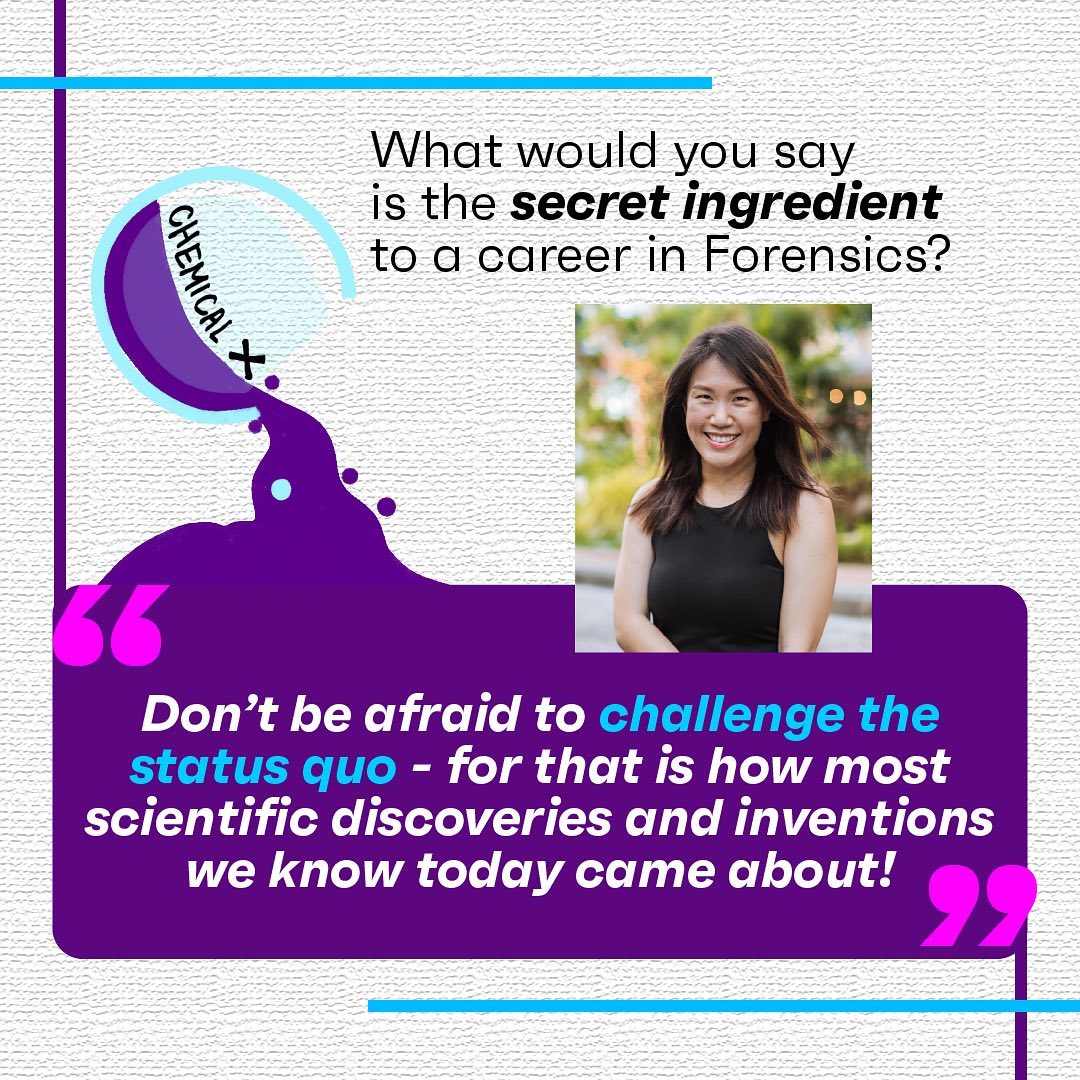 What would you say
is the secret ingredient
to a career in Forensics?
CHEMICAL X
“
Don’t be afraid to challenge the
status quo - for that is how most
scientific discoveries and inventions
we know today came about!
”